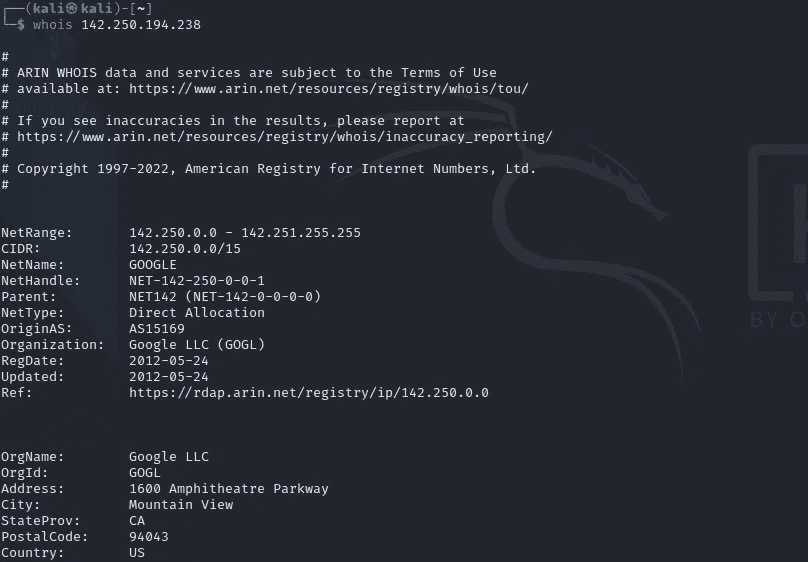 ┌──(kali㉿kali)-[~]
└─$ whois 142.250.194.238
#
# ARIN WHOIS data and services are subject to the Terms of Use
# available at: https://www.arin.net/resources/registry/whois/tou/
#
# If you see inaccuracies in the results, please report at
# https://www.arin.net/resources/registry/whois/inaccuracy_reporting/
#
# Copyright 1997-2022, American Registry for Internet Numbers, Ltd.
#
NetRange: 142.250.0.0 - 142.251.255.255
CIDR: 142.250.0.0/15
NetName: GOOGLE
NetHandle: NET-142-250-0-0-1
Parent: NET142 (NET-142-0-0-0-0)
NetType: Direct Allocation
OriginAS: AS15169
Organization: Google LLC (GOGL)
RegDate: 2012-05-24
Updated: 2012-05-24
Ref: https://rdap.arin.net/registry/ip/142.250.0.0
OrgName: Google LLC
OrgId: GOGL
Address: 1600 Amphitheatre Parkway
City: Mountain View
StateProv: CA
PostalCode: 94043
Country: US
BY O